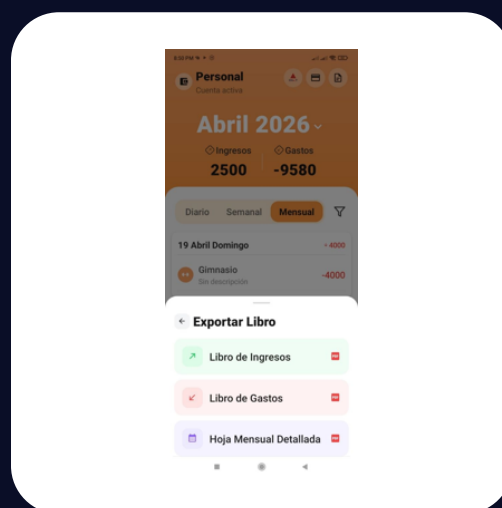 Personal
Cuenta activa
Abril 2026
Ingresos
Gastos
2500
-9580
Diario
Semanal
Mensual
19 Abril Domingo
Gimnasio
-4000
Sin descripción
Exportar Libro
Libro de Ingresos
Libro de Gastos
Hoja Mensual Detallada